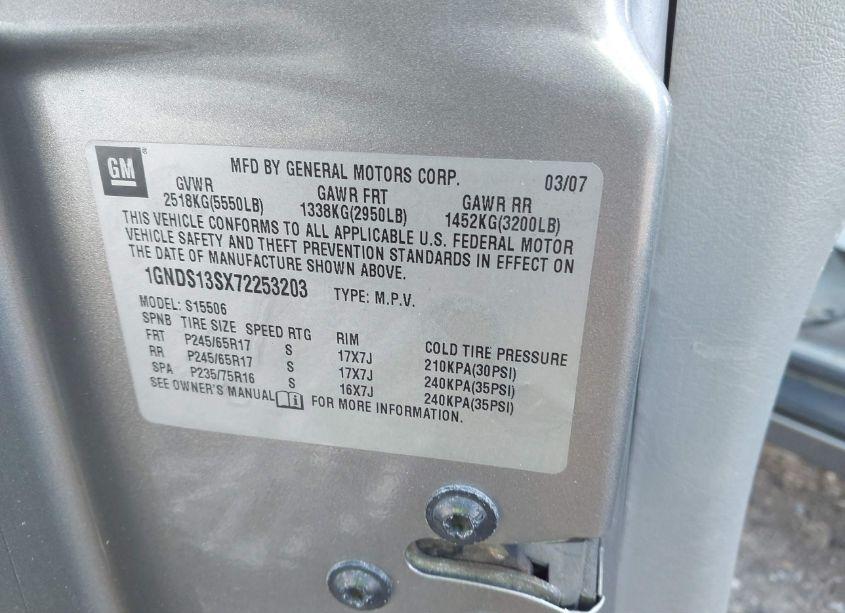 GM ®
MFD BY GENERAL MOTORS CORP. 03/07
GVWR GAWR FRT GAWR RR
2518KG(5550LB) 1338KG(2950LB) 1452KG(3200LB)
THIS VEHICLE CONFORMS TO ALL APPLICABLE U.S. FEDERAL MOTOR
VEHICLE SAFETY AND THEFT PREVENTION STANDARDS IN EFFECT ON
THE DATE OF MANUFACTURE SHOWN ABOVE.
1GNDS13SX72253203 TYPE: M.P.V.
MODEL: S15506
SPNB TIRE SIZE SPEED RTG RIM COLD TIRE PRESSURE
FRT P245/65R17 S 17X7J 210KPA(30PSI)
RR P245/65R17 S 17X7J 240KPA(35PSI)
SPA P235/75R16 S 16X7J 240KPA(35PSI)
SEE OWNER'S MANUAL FOR MORE INFORMATION.